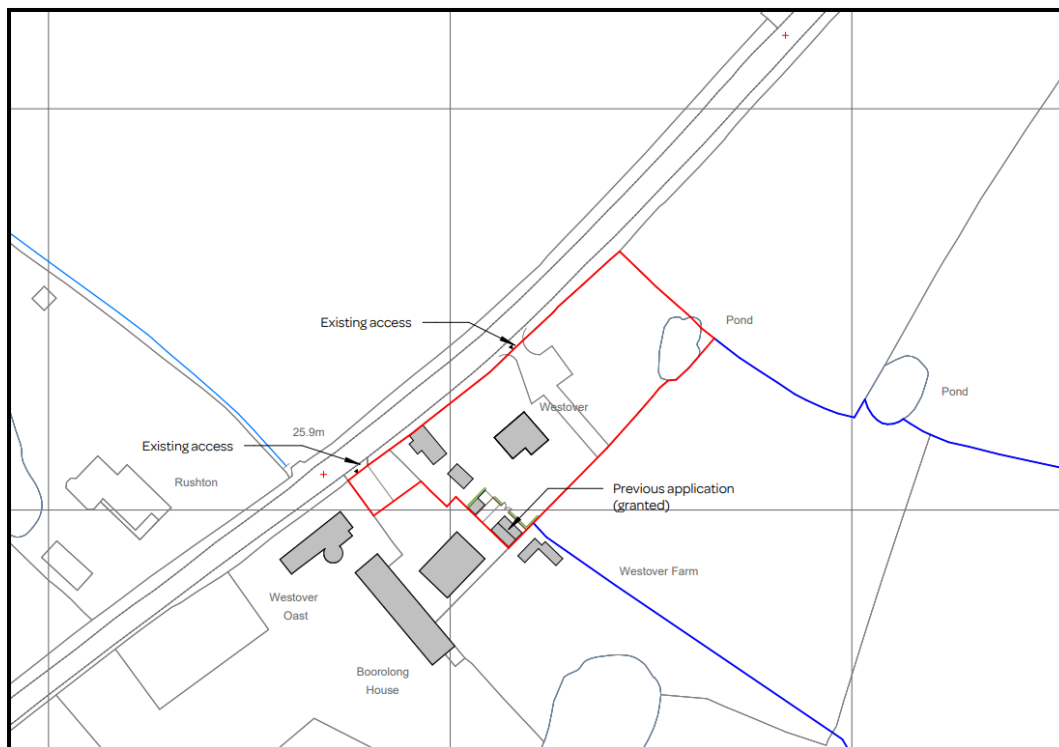 Existing access
Pond
Pond
Westover
25.9m
Existing access
Rushton
Previous application
(granted)
Westover Farm
Westover
Oast
Boorolong
House